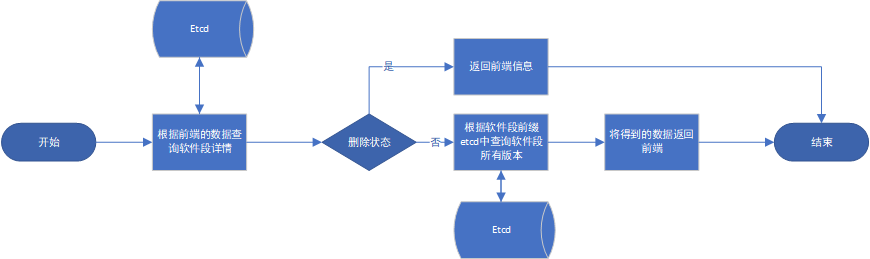 Etcd
是
返回前端信息
开始
根据前端的数据查
询软件段详情
删除状态
否
根据软件段前缀
etcd中查询软件段
所有版本
将得到的数据返回
前端
结束
Etcd